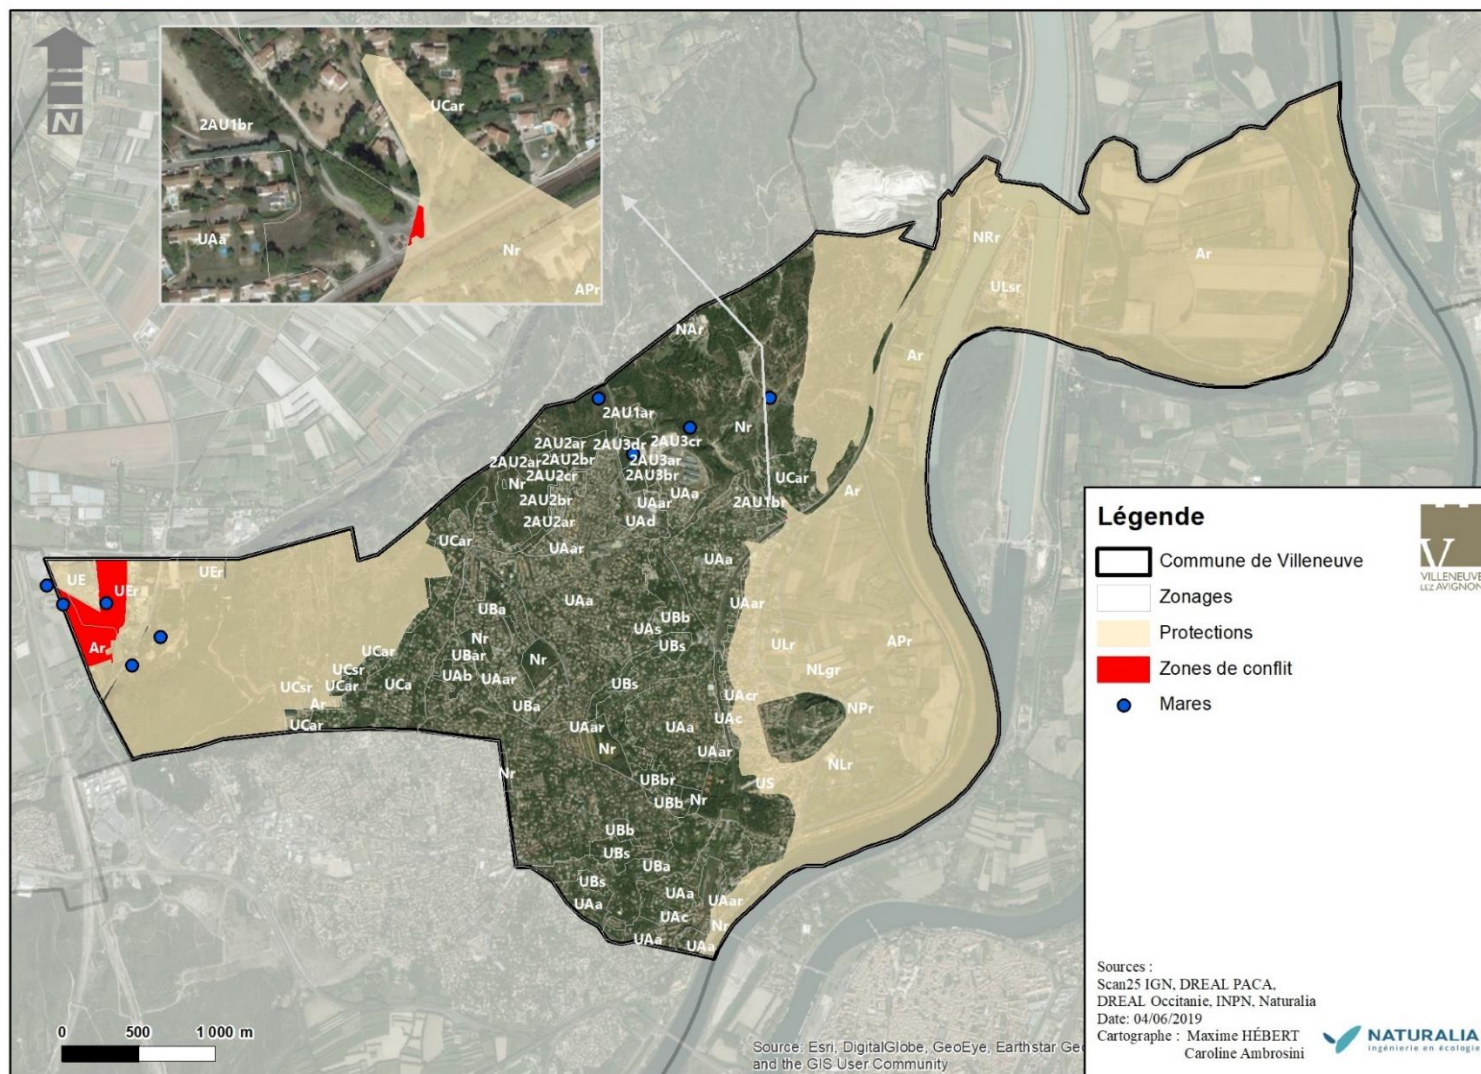 N
2AU1br
UCar
UAa
Nr
APr
NRr
ULsr
Ar
NAr
Ar
2AU1ar
Nr
2AU2ar
2AU3dr
2AU3cr
2AU2ar
2AU2br
2AU3ar
Nr
2AU2cr
2AU3br
UCar
2AU2br
UAa
UAar
2AU1br
Ar
2AU2ar
UAd
UCar
UAar
UAa
UE
UEr
UEr
UBa
UAa
UAar
UBb
UAs
Nr
UBs
ULr
APr
Ar
UCar
UBar
Nr
UCsr
UAb
UAar
NLgr
UCsr
UCar
UCa
UBs
UAcr
Ar
UBa
NPr
UCar
UAar
UAa
UAc
Nr
UAar
NLr
Nr
UBbr
US
UBb
Nr
UBb
UBs
UBa
UBs
UAa
UAa
UAar
UAc
Nr
UAa
UAa
Légende
Commune de Villeneuve
Zonages
Protections
Zones de conflit
Mares
V
VILLENEUVE
LEZ AVIGNON
Sources :
Scan25 IGN, DREAL PACA,
DREAL Occitanie, INPN, Naturalia
Date: 04/06/2019
Cartographe : Maxime HÉBERT
Caroline Ambrosini
NATURALIA
ingénierie en écologie
0 500 1 000 m
Source: Esri, DigitalGlobe, GeoEye, Earthstar Geo
and the GIS User Community